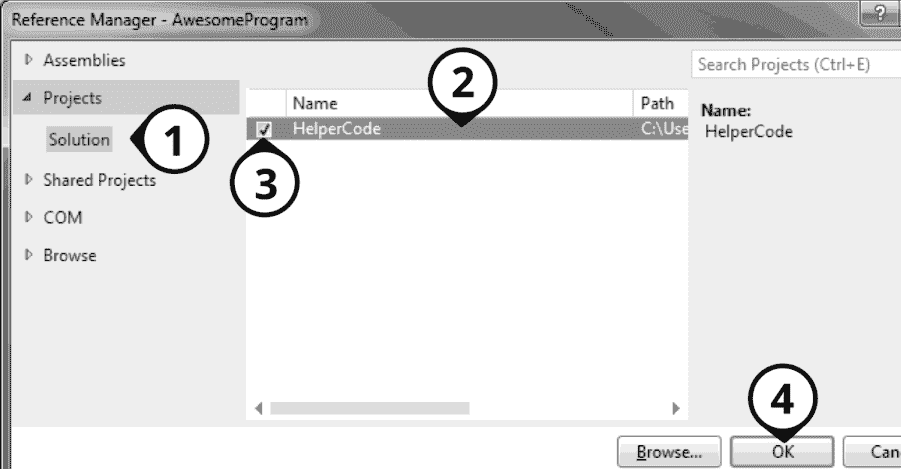 Reference Manager - AwesomeProgram
?
Assemblies
Projects
Solution
Shared Projects
COM
Browse
1
2
3
Name Path
HelperCode C:\Use
Search Projects (Ctrl+E)
Name:
HelperCode
4
Browse... OK Can